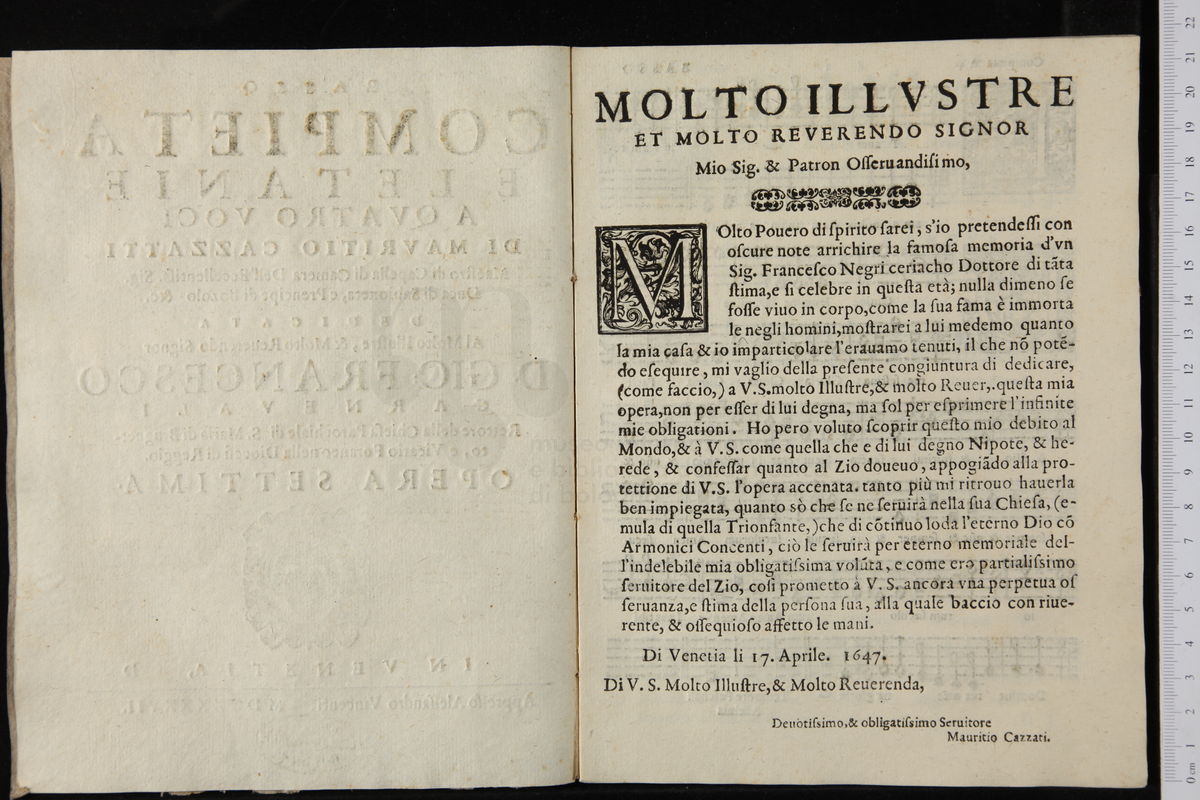 MOLTO ILLVSTRE
ET MOLTO REVERENDO SIGNOR
Mio Sig. & Patron Osseruandisimo,
MOlto Pouero di spirito sarei, s'io pretendessi con
oscure note arrichire la famosa memoria d'vn
Sig. Francesco Negri ceriacho Dottore di tãta
stima,e si celebre in questa età; nulla dimeno se
fosse viuo in corpo,come la sua fama è immorta
le negli homini,mostrarei a lui medemo quanto
la mia casa & io imparticolare l'erauamo tenuti, il che nõ potẽ-
do esequire, mi vaglio della presente congiuntura di dedicare,
(come faccio,) a V.S.molto Illustre,& molto Reuer,.questa mia
opera,non per esser di lui degna, ma sol per esprimere l'infinite
mie obligationi. Ho pero voluto scoprir questo mio debito al
Mondo,& à V.S. come quella che e di lui degno Nipote, & he-
rede, & confessar quanto al Zio doueuo, appogiãdo alla pro-
tettione di V.S. l'opera accenata. tanto più mi ritrouo hauerla
ben impiegata, quanto sò che se ne seruirà nella sua Chiesa, (e-
mula di quella Trionfante,)che di cõtinuo loda l'eterno Dio cõ
Armonici Concenti, ciò le seruirà per eterno memoriale del-
l'indelebile mia obligatissima volũta, e come ero partialissimo
seruitore del Zio, cosi prometto à V. S. ancora vna perpetua os
seruanza,e stima della persona sua, alla quale baccio con riue-
rente, & ossequioso affetto le mani.
Di Venetia li 17. Aprile. 1647.
Di V. S. Molto Illustre,& Molto Reuerenda,
Deuotissimo,& obligatissimo Seruitore
Mauritio Cazzati.